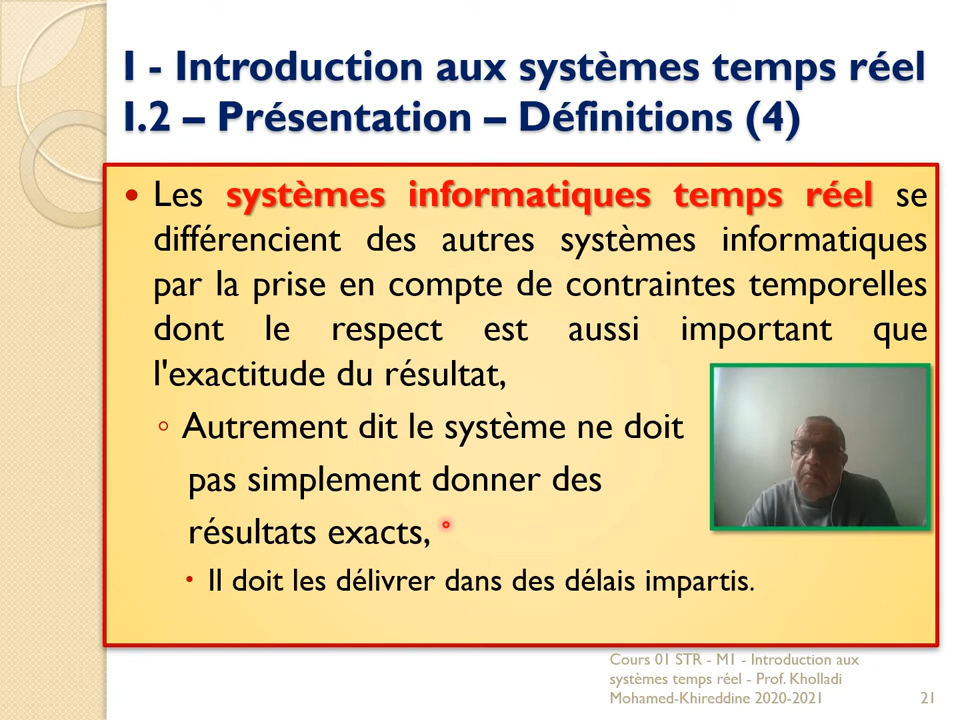 I - Introduction aux systèmes temps réel
I.2 – Présentation – Définitions (4)
• Les systèmes informatiques temps réel se
différencient des autres systèmes informatiques
par la prise en compte de contraintes temporelles
dont le respect est aussi important que
l'exactitude du résultat,
◦ Autrement dit le système ne doit
pas simplement donner des
résultats exacts,
• Il doit les délivrer dans des délais impartis.
Cours 01 STR - M1 - Introduction aux
systèmes temps réel - Prof. Kholladi
Mohamed-Khireddine 2020-2021
21